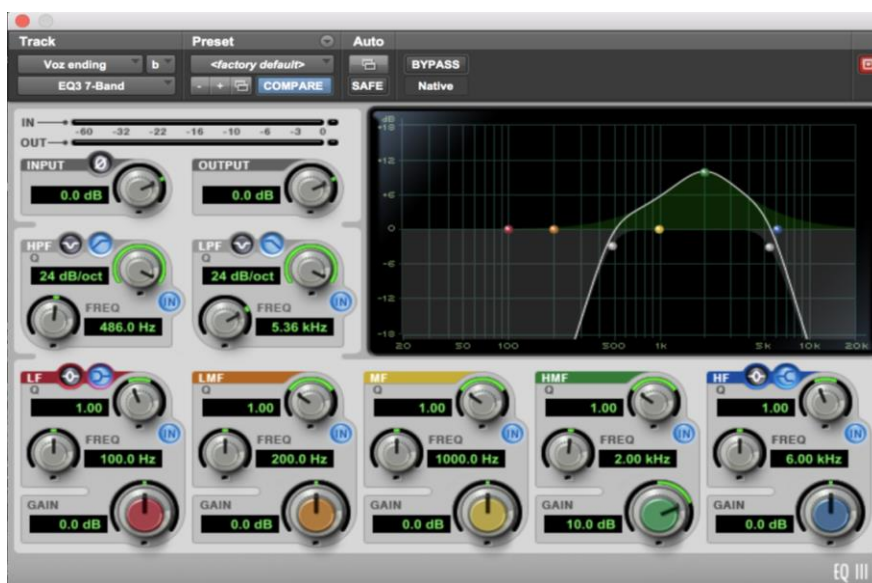 Track Preset Auto
Voz ending b <factory default> BYPASS
EQ3 7-Band - + COMPARE SAFE Native
IN
-60 -32 -22 -16 -10 -6 -3 0
OUT
INPUT Ø OUTPUT
0.0 dB 0.0 dB
HPF LPF
Q Q
24 dB/oct 24 dB/oct
IN IN
FREQ FREQ
486.0 Hz 5.36 kHz
dB
+18
+12
+6
0
-6
-12
-18
20 50 100 500 1k 5k 10k 20k
LF LMF MF HMF HF
Q Q Q Q Q
1.00 1.00 1.00 1.00 1.00
IN IN IN IN IN
FREQ FREQ FREQ FREQ FREQ
100.0 Hz 200.0 Hz 1000.0 Hz 2.00 kHz 6.00 kHz
GAIN GAIN GAIN GAIN GAIN
0.0 dB 0.0 dB 0.0 dB 10.0 dB 0.0 dB
EQ III